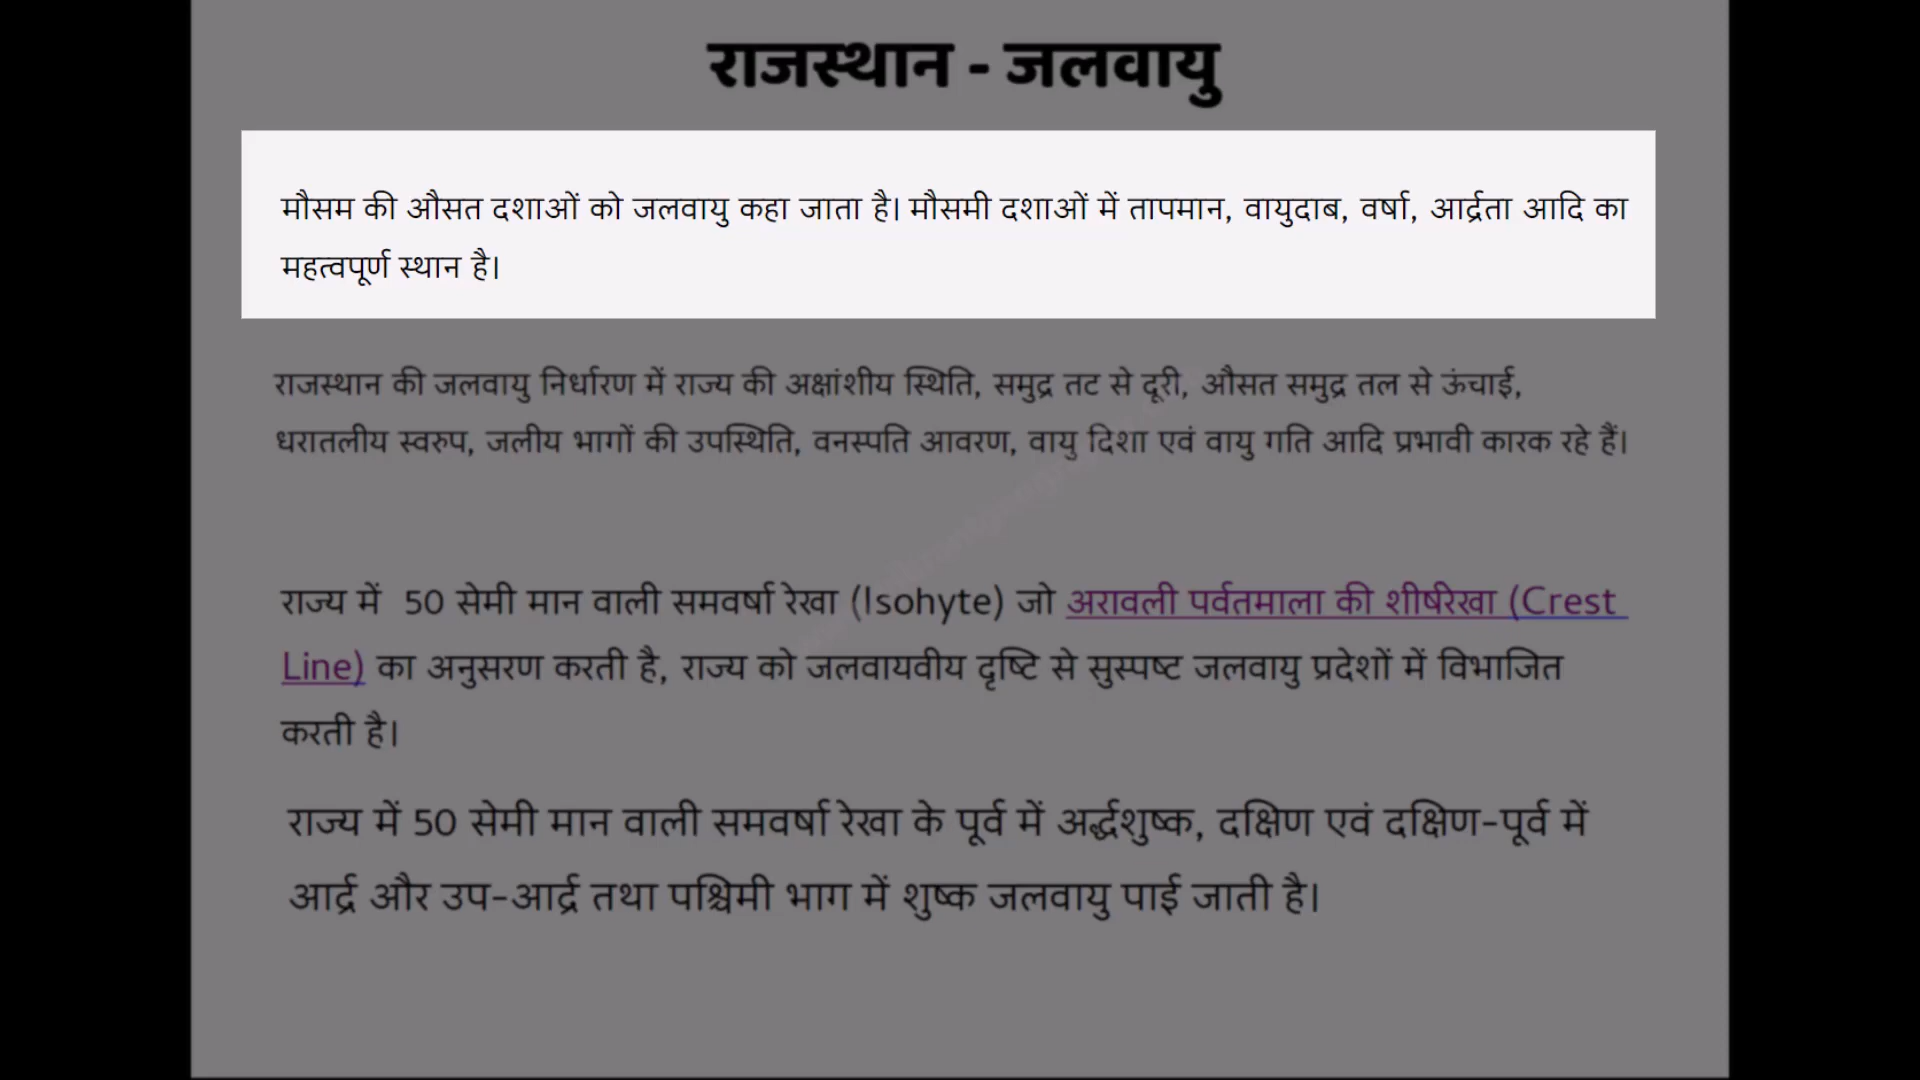 राजस्थान - जलवायु
मौसम की औसत दशाओं को जलवायु कहा जाता है। मौसमी दशाओं में तापमान, वायुदाब, वर्षा, आर्द्रता आदि का
महत्वपूर्ण स्थान है।
राजस्थान की जलवायु निर्धारण में राज्य की अक्षांशीय स्थिति, समुद्र तट से दूरी, औसत समुद्र तल से ऊंचाई,
धरातलीय स्वरुप, जलीय भागों की उपस्थिति, वनस्पति आवरण, वायु दिशा एवं वायु गति आदि प्रभावी कारक रहे हैं।
राज्य में 50 सेमी मान वाली समवर्षा रेखा (Isohyte) जो अरावली पर्वतमाला की शीर्षरेखा (Crest
Line) का अनुसरण करती है, राज्य को जलवायवीय दृष्टि से सुस्पष्ट जलवायु प्रदेशों में विभाजित
करती है।
राज्य में 50 सेमी मान वाली समवर्षा रेखा के पूर्व में अर्द्धशुष्क, दक्षिण एवं दक्षिण-पूर्व में
आर्द्र और उप-आर्द्र तथा पश्चिमी भाग में शुष्क जलवायु पाई जाती है।